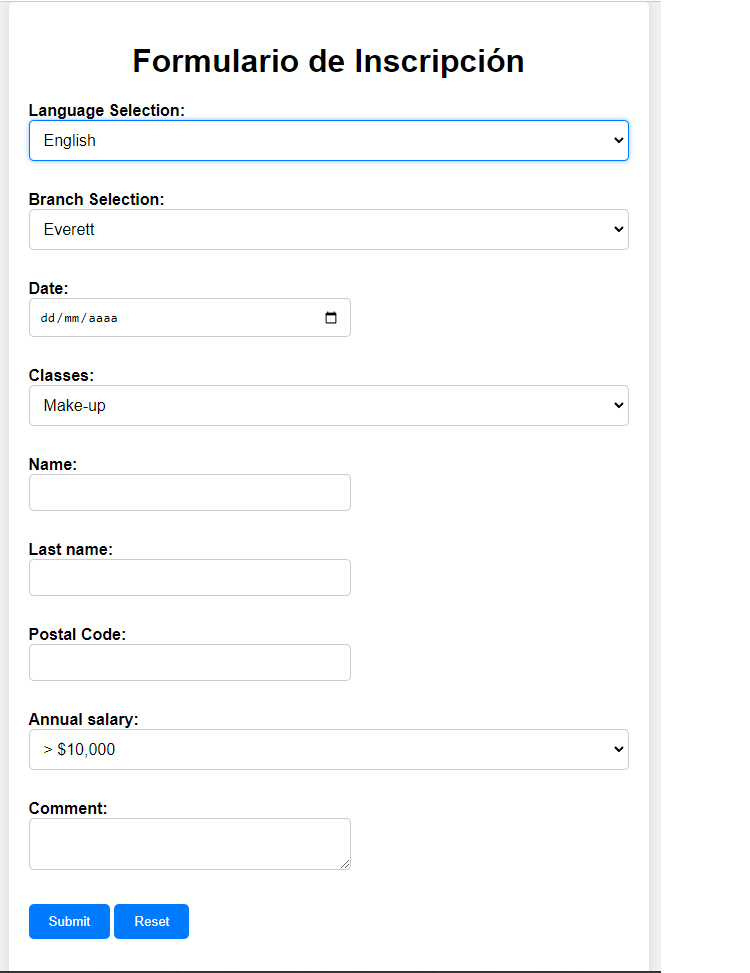 Formulario de Inscripción
Language Selection:
English
Branch Selection:
Everett
Date:
dd/mm/aaaa
Classes:
Make-up
Name:
Last name:
Postal Code:
Annual salary:
> $10,000
Comment:
Submit Reset